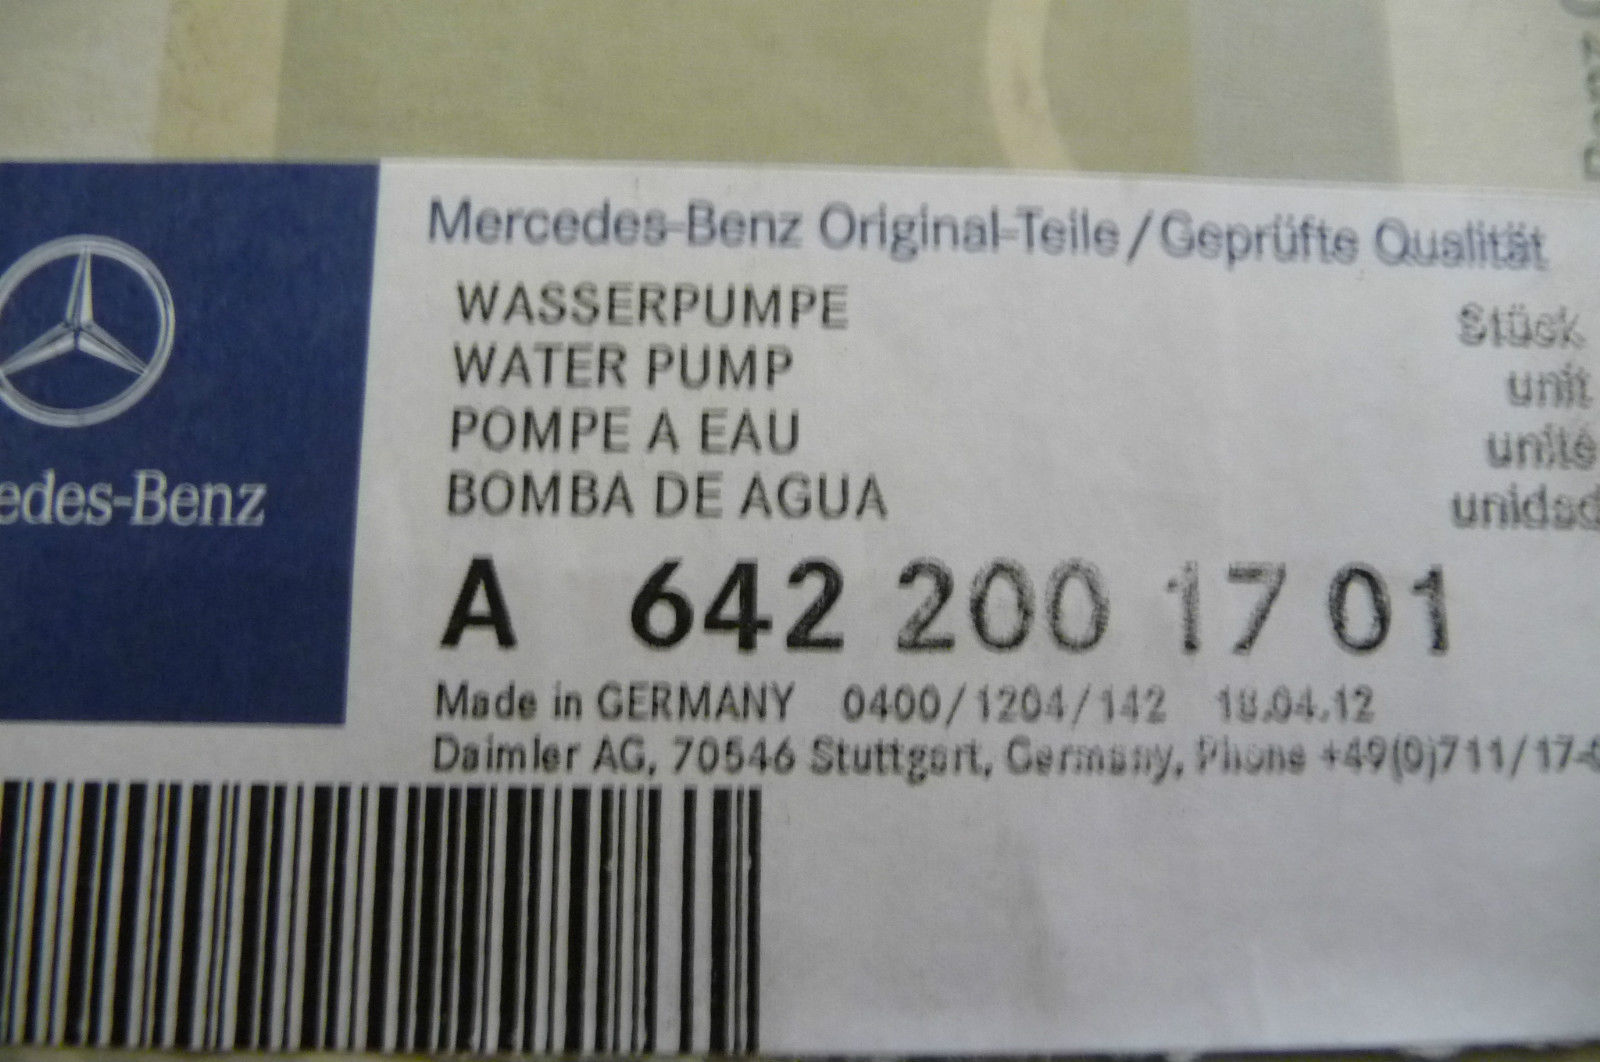 Mercedes-Benz Original-Teile/Geprüfte Qualität
WASSERPUMPE Stück
WATER PUMP unit
POMPE A EAU unité
BOMBA DE AGUA unidad
edes-Benz
A 642 200 17 01
Made in GERMANY 0400/1204/142 18.04.12
Daimler AG, 70546 Stuttgart, Germany, Phone +49(0)711/17-